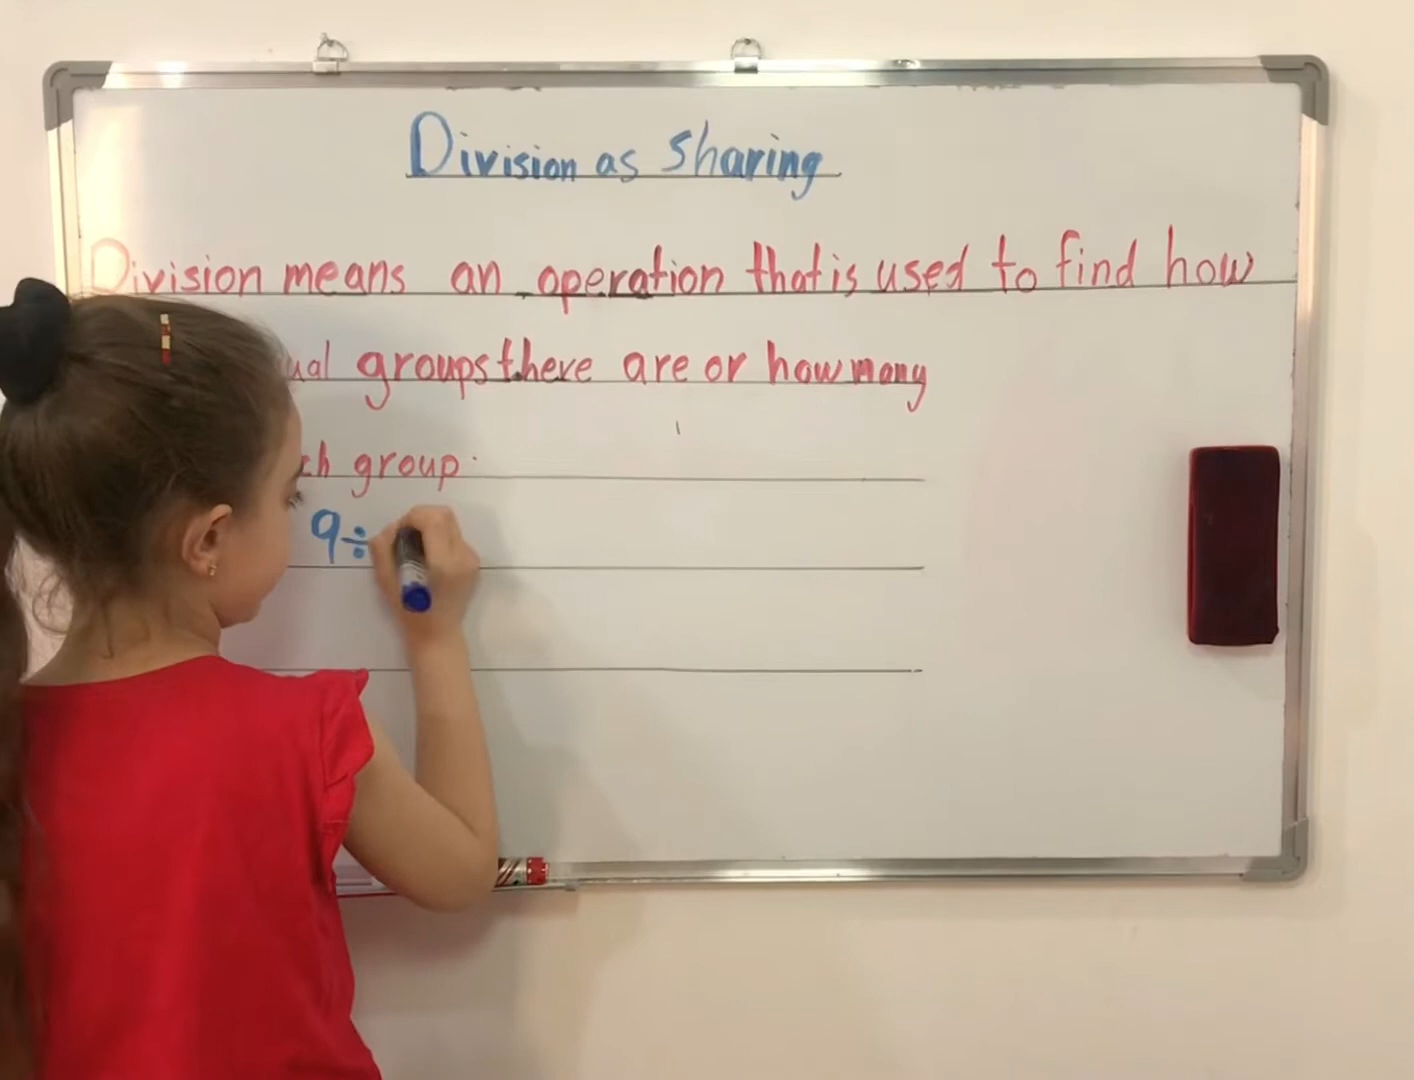 Division as Sharing
Division means an operation that is used to find how
groups there are or how many
group.
9÷